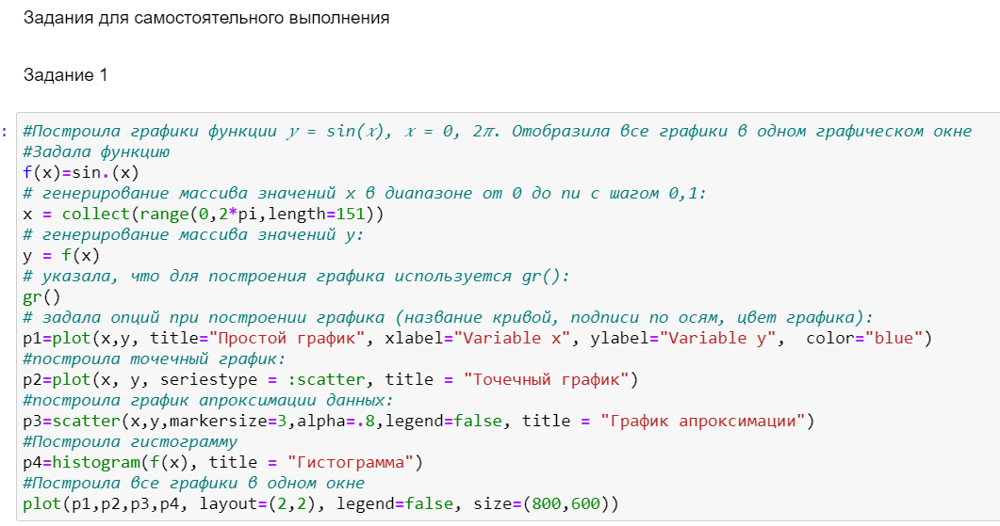 Задания для самостоятельного выполнения
Задание 1
:
#Построила графики функции 𝑦 = sin(𝑥), 𝑥 = 0, 2𝜋. Отобразила все графики в одном графическом окне
#Задала функцию
f(x)=sin.(x)
# генерирование массива значений x в диапазоне от 0 до пи с шагом 0,1:
x = collect(range(0,2*pi,length=151))
# генерирование массива значений y:
y = f(x)
# указала, что для построения графика используется gr():
gr()
# задала опций при построении графика (название кривой, подписи по осям, цвет графика):
p1=plot(x,y, title="Простой график", xlabel="Variable x", ylabel="Variable y",  color="blue")
#построила точечный график:
p2=plot(x, y, seriestype = :scatter, title = "Точечный график")
#построила график апроксимации данных:
p3=scatter(x,y,markersize=3,alpha=.8,legend=false, title = "График апроксимации")
#Построила гистограмму
p4=histogram(f(x), title = "Гистограмма")
#Построила все графики в одном окне
plot(p1,p2,p3,p4, layout=(2,2), legend=false, size=(800,600))